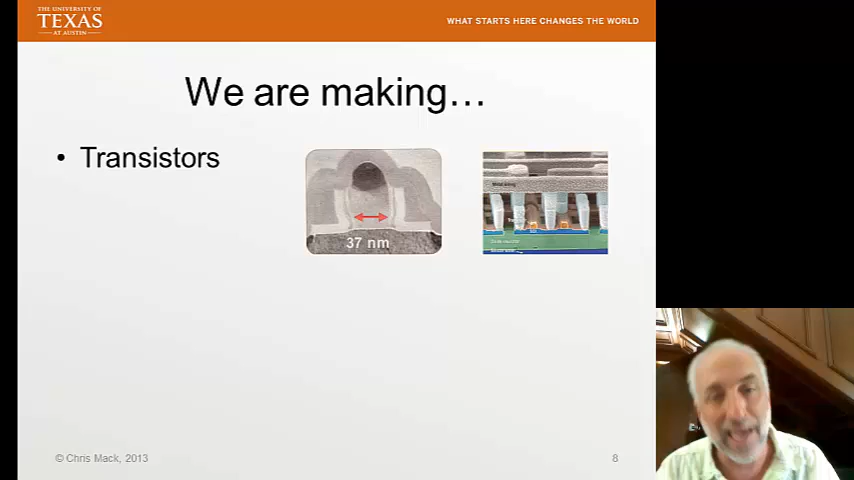 THE UNIVERSITY OF
TEXAS
AT AUSTIN
WHAT STARTS HERE CHANGES THE WORLD
We are making…
• Transistors
37 nm
© Chris Mack, 2013
8